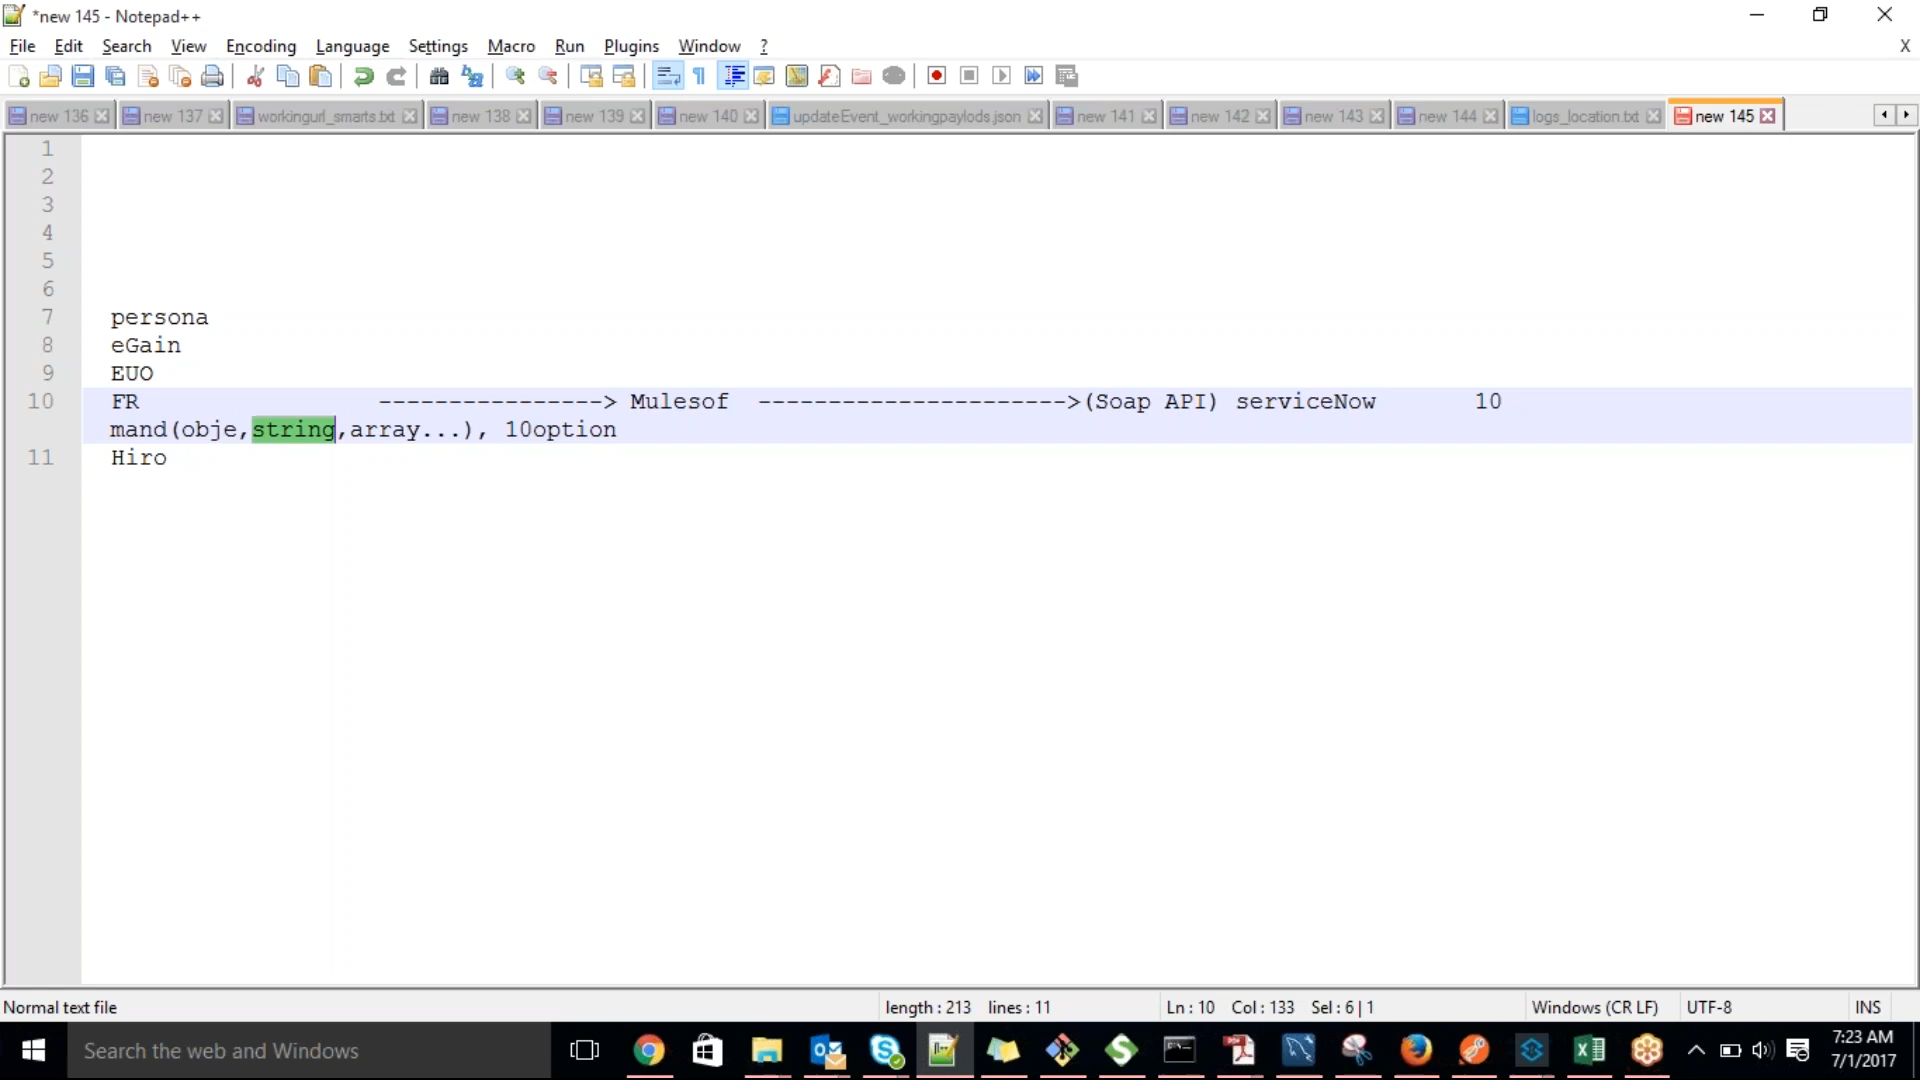 *new 145 - Notepad++
File Edit Search View Encoding Language Settings Macro Run Plugins Window ? X
new 136 new 137 workingurl_smarts.txt new 138 new 139 new 140 updateEvent_workingpaylods.json new 141 new 142 new 143 new 144 logs_location.txt new 145
1
2
3
4
5
6
7 persona
8 eGain
9 EUO
10 FR ----------------> Mulesof ---------------------->(Soap API) serviceNow 10
mand(obje,string,array...), 10option
11 Hiro
Normal text file length : 213 lines : 11 Ln : 10 Col : 133 Sel : 6 | 1 Windows (CR LF) UTF-8 INS
Search the web and Windows
7:23 AM
7/1/2017